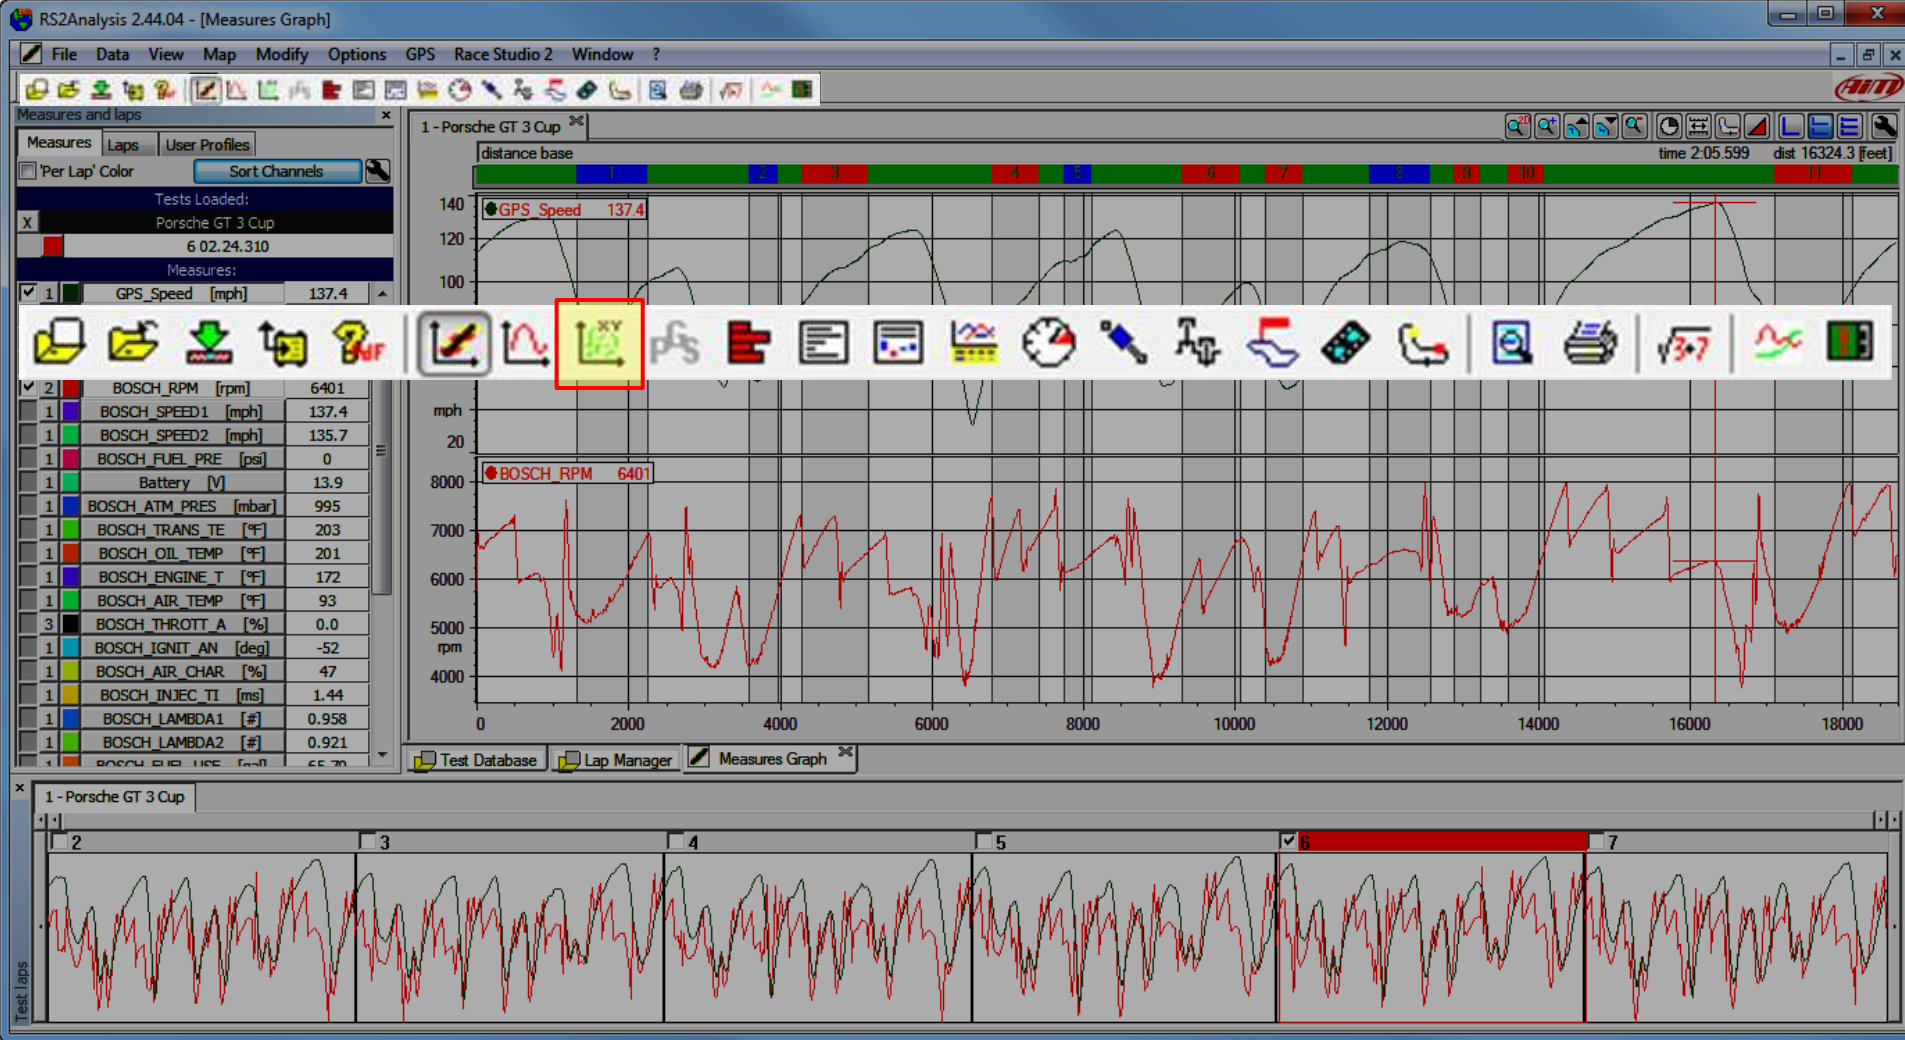 RS2Analysis 2.44.04 - [Measures Graph]
File Data View Map Modify Options GPS Race Studio 2 Window ?
AiM
Measures and laps
Measures Laps User Profiles
'Per Lap' Color Sort Channels
Tests Loaded:
X Porsche GT 3 Cup
6 02.24.310
Measures:
1 GPS_Speed [mph] 137.4
XY
√3+7
2 BOSCH_RPM [rpm] 6401
1 BOSCH_SPEED1 [mph] 137.4
1 BOSCH_SPEED2 [mph] 135.7
1 BOSCH_FUEL_PRE [psi] 0
1 Battery [V] 13.9
1 BOSCH_ATM_PRES [mbar] 995
1 BOSCH_TRANS_TE [°F] 203
1 BOSCH_OIL_TEMP [°F] 201
1 BOSCH_ENGINE_T [°F] 172
1 BOSCH_AIR_TEMP [°F] 93
3 BOSCH_THROTT_A [%] 0.0
1 BOSCH_IGNIT_AN [deg] -52
1 BOSCH_AIR_CHAR [%] 47
1 BOSCH_INJEC_TI [ms] 1.44
1 BOSCH_LAMBDA1 [#] 0.958
1 BOSCH_LAMBDA2 [#] 0.921
1 BOSCH_FUEL_USE [gal] 65.70
1 - Porsche GT 3 Cup
distance base time 2:05.599 dist 16324.3 [feet]
1 2 3 4 5 6 7 8 9 10 11
GPS_Speed 137.4
140
120
100
mph
20
BOSCH_RPM 6401
8000
7000
6000
5000
rpm
4000
0 2000 4000 6000 8000 10000 12000 14000 16000 18000
Test Database Lap Manager Measures Graph
1 - Porsche GT 3 Cup
2 3 4 5 6 7
Test laps